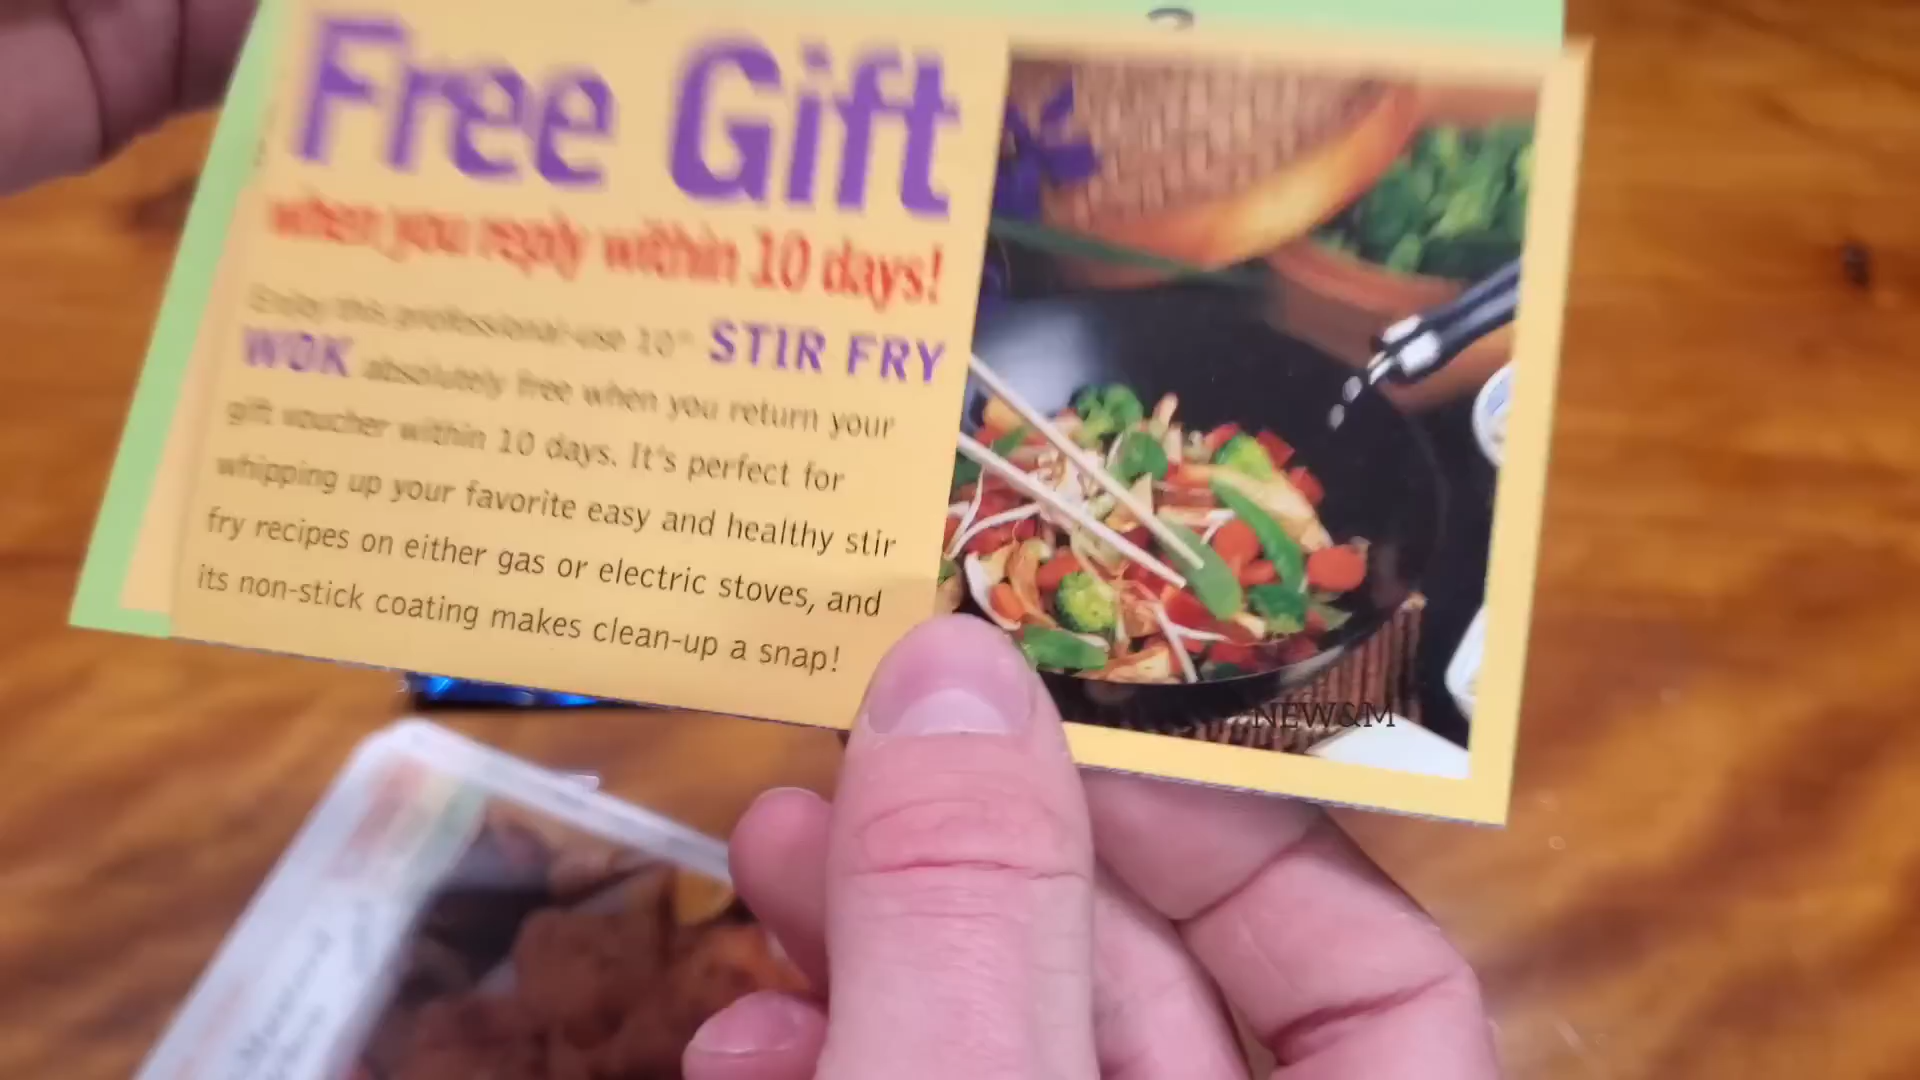 Free Gift
when you reply within 10 days!
Enjoy this professional-use 10" STIR FRY
WOK absolutely free when you return your
gift voucher within 10 days. It's perfect for
whipping up your favorite easy and healthy stir
fry recipes on either gas or electric stoves, and
its non-stick coating makes clean-up a snap!
NEW&M